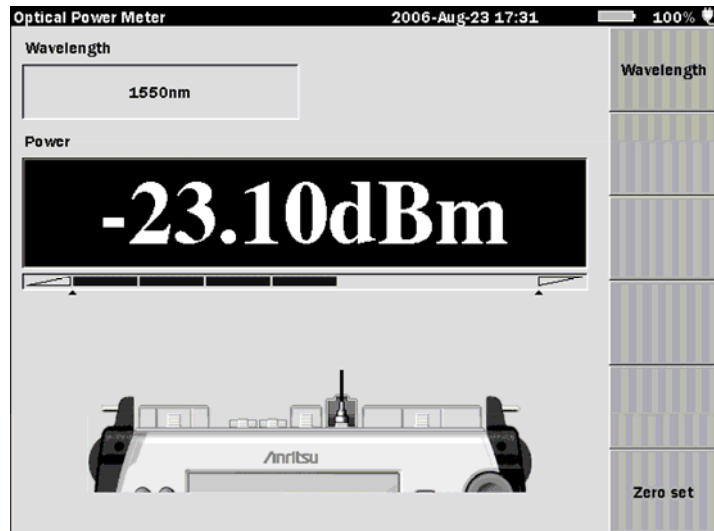 Optical Power Meter 2006-Aug-23 17:31 100%
Wavelength
1550nm
Wavelength
Power
-23.10dBm
Anritsu
Zero set